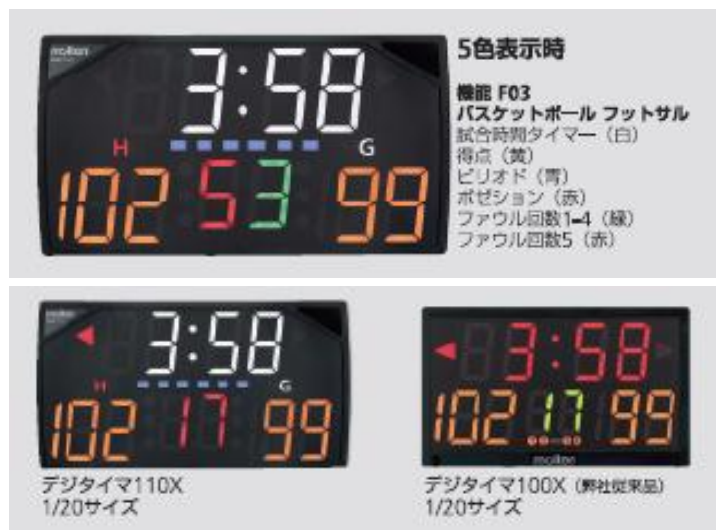 molten
3:58
H
G
102 53 99
5色表示時
機能 F03
バスケットボール フットサル
試合時間タイマー（白）
得点（黄）
ピリオド（青）
ポゼション（赤）
ファウル回数1-4（緑）
ファウル回数5（赤）
molten
3:58
H
G
102 17 99
デジタイマ110X
1/20サイズ
3:58
102 17 99
molten
デジタイマ100X（弊社従来品）
1/20サイズ